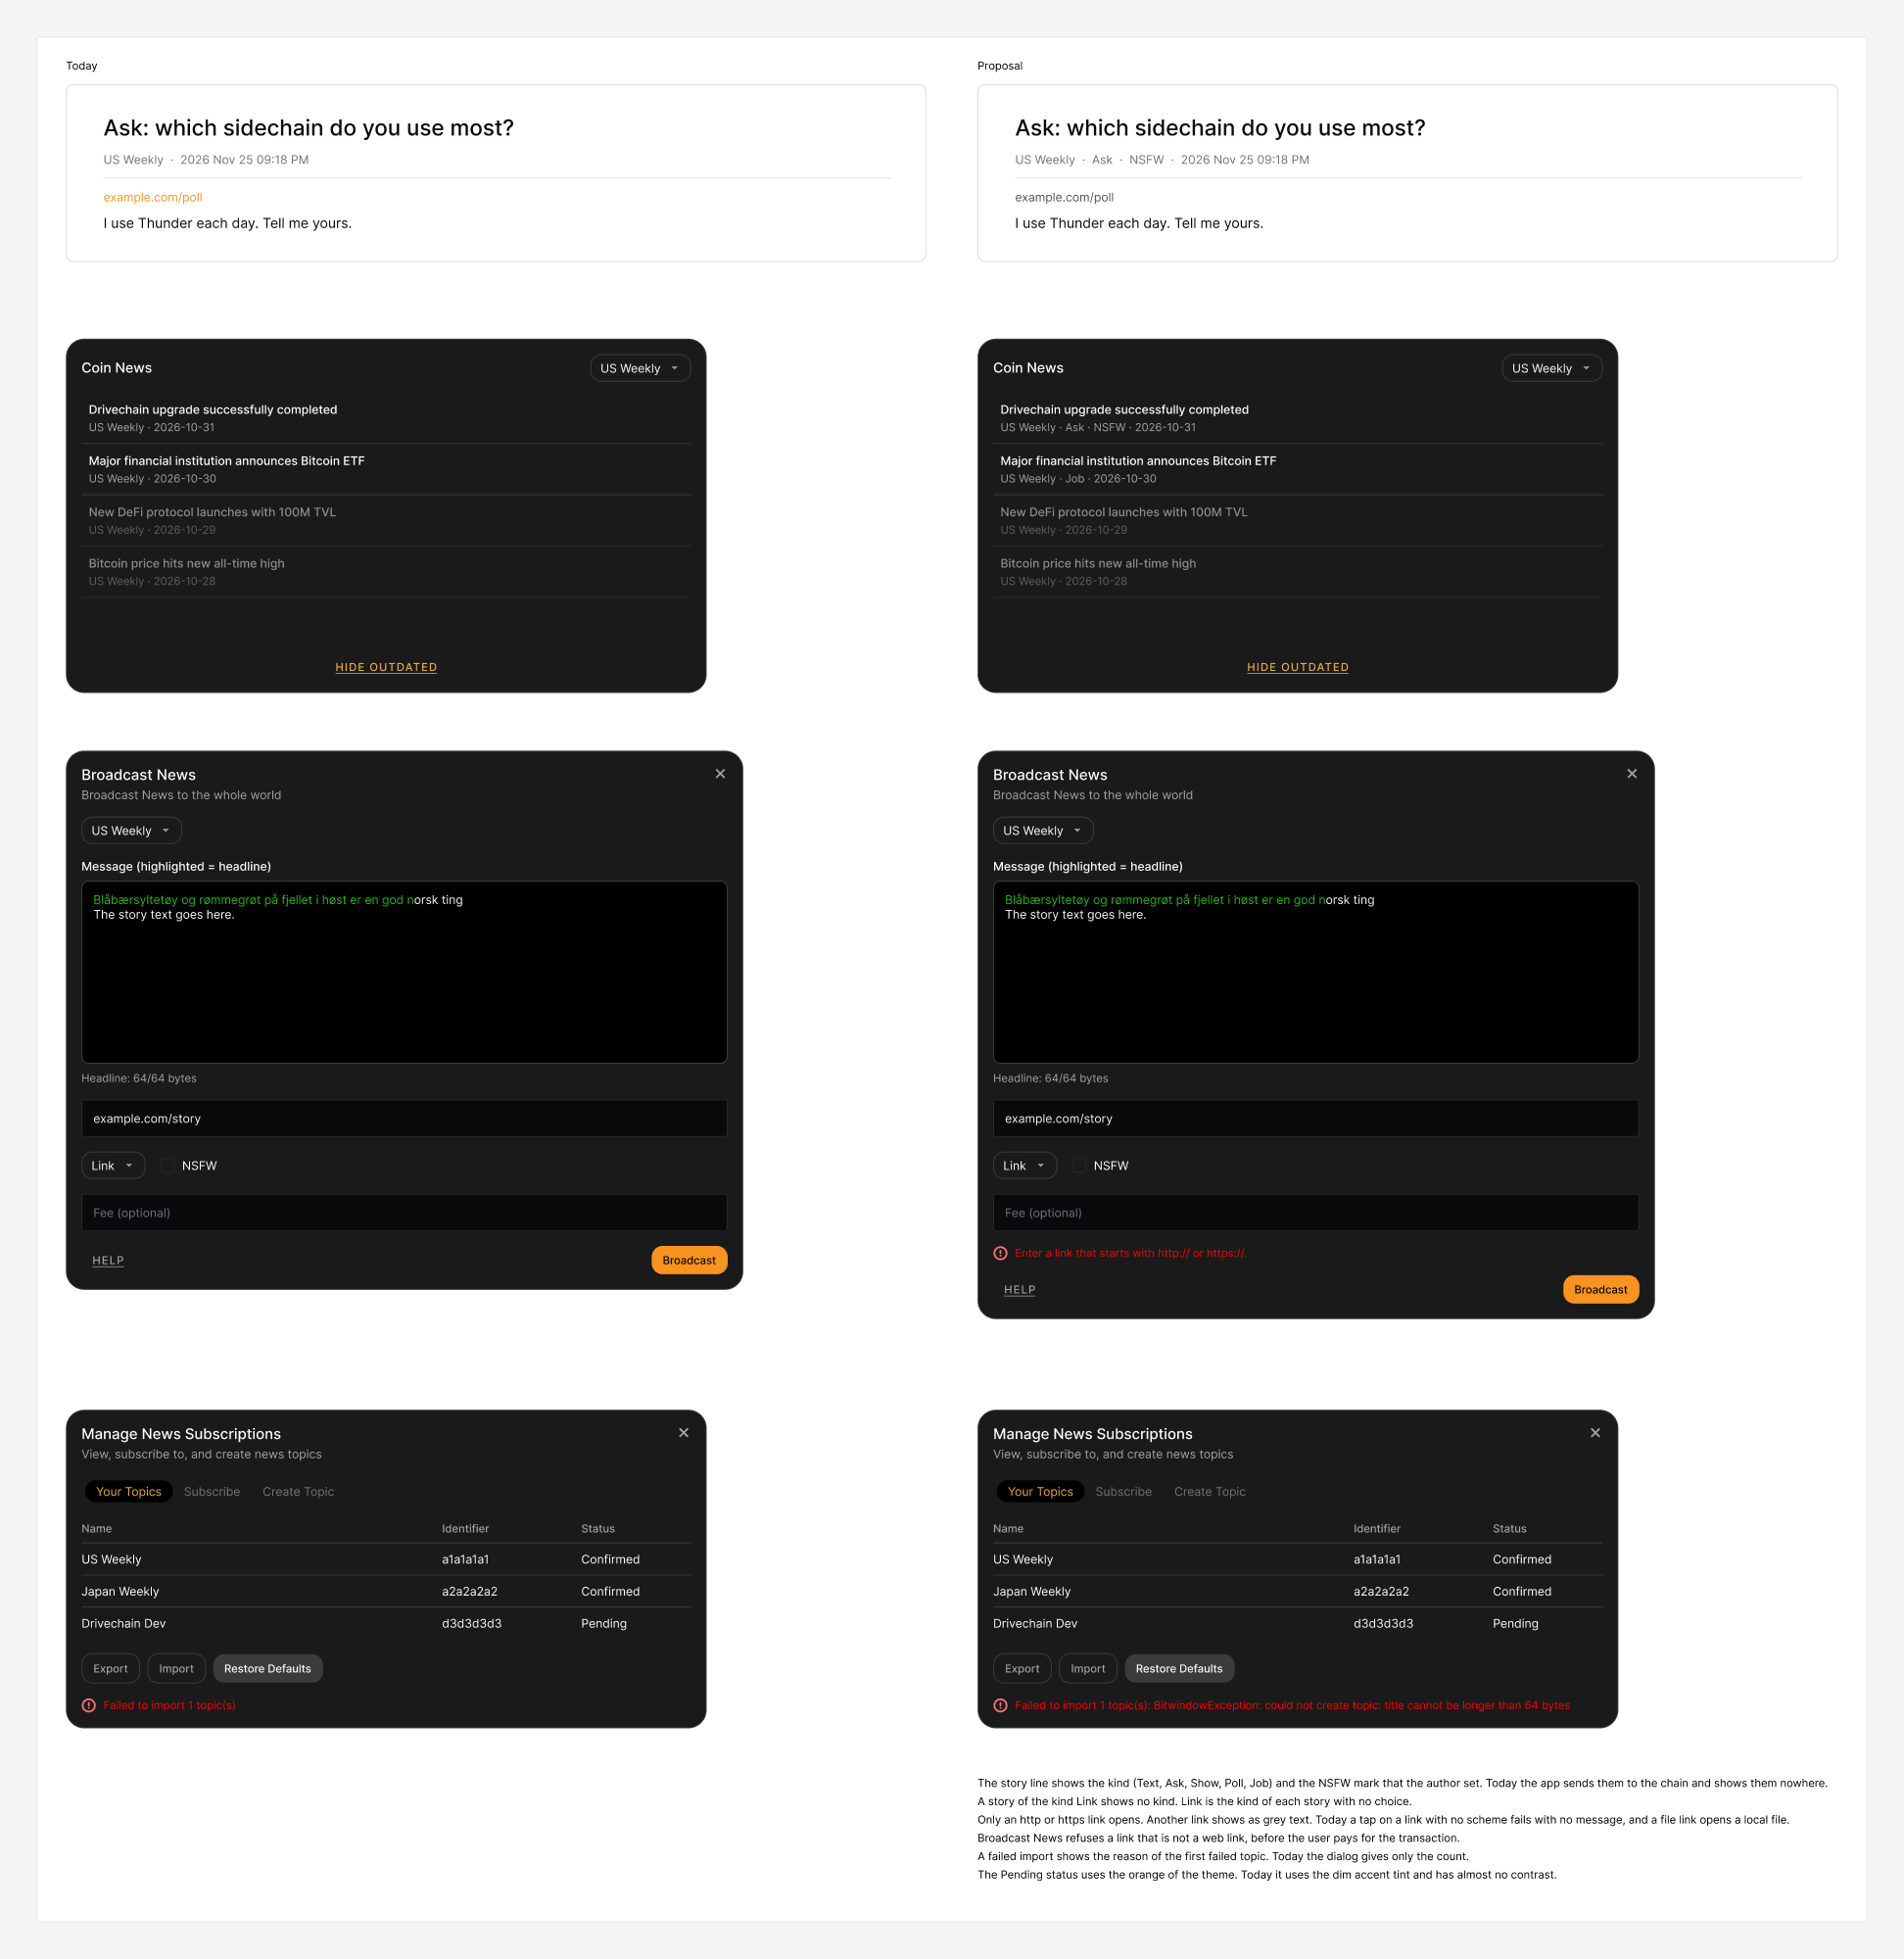 Today
Ask: which sidechain do you use most?
US Weekly · 2026 Nov 25 09:18 PM
example.com/poll
I use Thunder each day. Tell me yours.
Coin News
US Weekly
Drivechain upgrade successfully completed
US Weekly · 2026-10-31
Major financial institution announces Bitcoin ETF
US Weekly · 2026-10-30
New DeFi protocol launches with 100M TVL
US Weekly · 2026-10-29
Bitcoin price hits new all-time high
US Weekly · 2026-10-28
HIDE OUTDATED
Broadcast News
Broadcast News to the whole world
US Weekly
Message (highlighted = headline)
Blåbærsyltetøy og rømmegrøt på fjellet i høst er en god norsk ting
The story text goes here.
Headline: 64/64 bytes
example.com/story
Link
NSFW
Fee (optional)
HELP
Broadcast
Manage News Subscriptions
View, subscribe to, and create news topics
Your Topics Subscribe Create Topic
Name Identifier Status
US Weekly a1a1a1a1 Confirmed
Japan Weekly a2a2a2a2 Confirmed
Drivechain Dev d3d3d3d3 Pending
Export Import Restore Defaults
Failed to import 1 topic(s)
Proposal
Ask: which sidechain do you use most?
US Weekly · Ask · NSFW · 2026 Nov 25 09:18 PM
example.com/poll
I use Thunder each day. Tell me yours.
Coin News
US Weekly
Drivechain upgrade successfully completed
US Weekly · Ask · NSFW · 2026-10-31
Major financial institution announces Bitcoin ETF
US Weekly · Job · 2026-10-30
New DeFi protocol launches with 100M TVL
US Weekly · 2026-10-29
Bitcoin price hits new all-time high
US Weekly · 2026-10-28
HIDE OUTDATED
Broadcast News
Broadcast News to the whole world
US Weekly
Message (highlighted = headline)
Blåbærsyltetøy og rømmegrøt på fjellet i høst er en god norsk ting
The story text goes here.
Headline: 64/64 bytes
example.com/story
Link
NSFW
Fee (optional)
Enter a link that starts with http:// or https://.
HELP
Broadcast
Manage News Subscriptions
View, subscribe to, and create news topics
Your Topics Subscribe Create Topic
Name Identifier Status
US Weekly a1a1a1a1 Confirmed
Japan Weekly a2a2a2a2 Confirmed
Drivechain Dev d3d3d3d3 Pending
Export Import Restore Defaults
Failed to import 1 topic(s): BitwindowException: could not create topic: title cannot be longer than 64 bytes
The story line shows the kind (Text, Ask, Show, Poll, Job) and the NSFW mark that the author set. Today the app sends them to the chain and shows them nowhere.
A story of the kind Link shows no kind. Link is the kind of each story with no choice.
Only an http or https link opens. Another link shows as grey text. Today a tap on a link with no scheme fails with no message, and a file link opens a local file.
Broadcast News refuses a link that is not a web link, before the user pays for the transaction.
A failed import shows the reason of the first failed topic. Today the dialog gives only the count.
The Pending status uses the orange of the theme. Today it uses the dim accent tint and has almost no contrast.